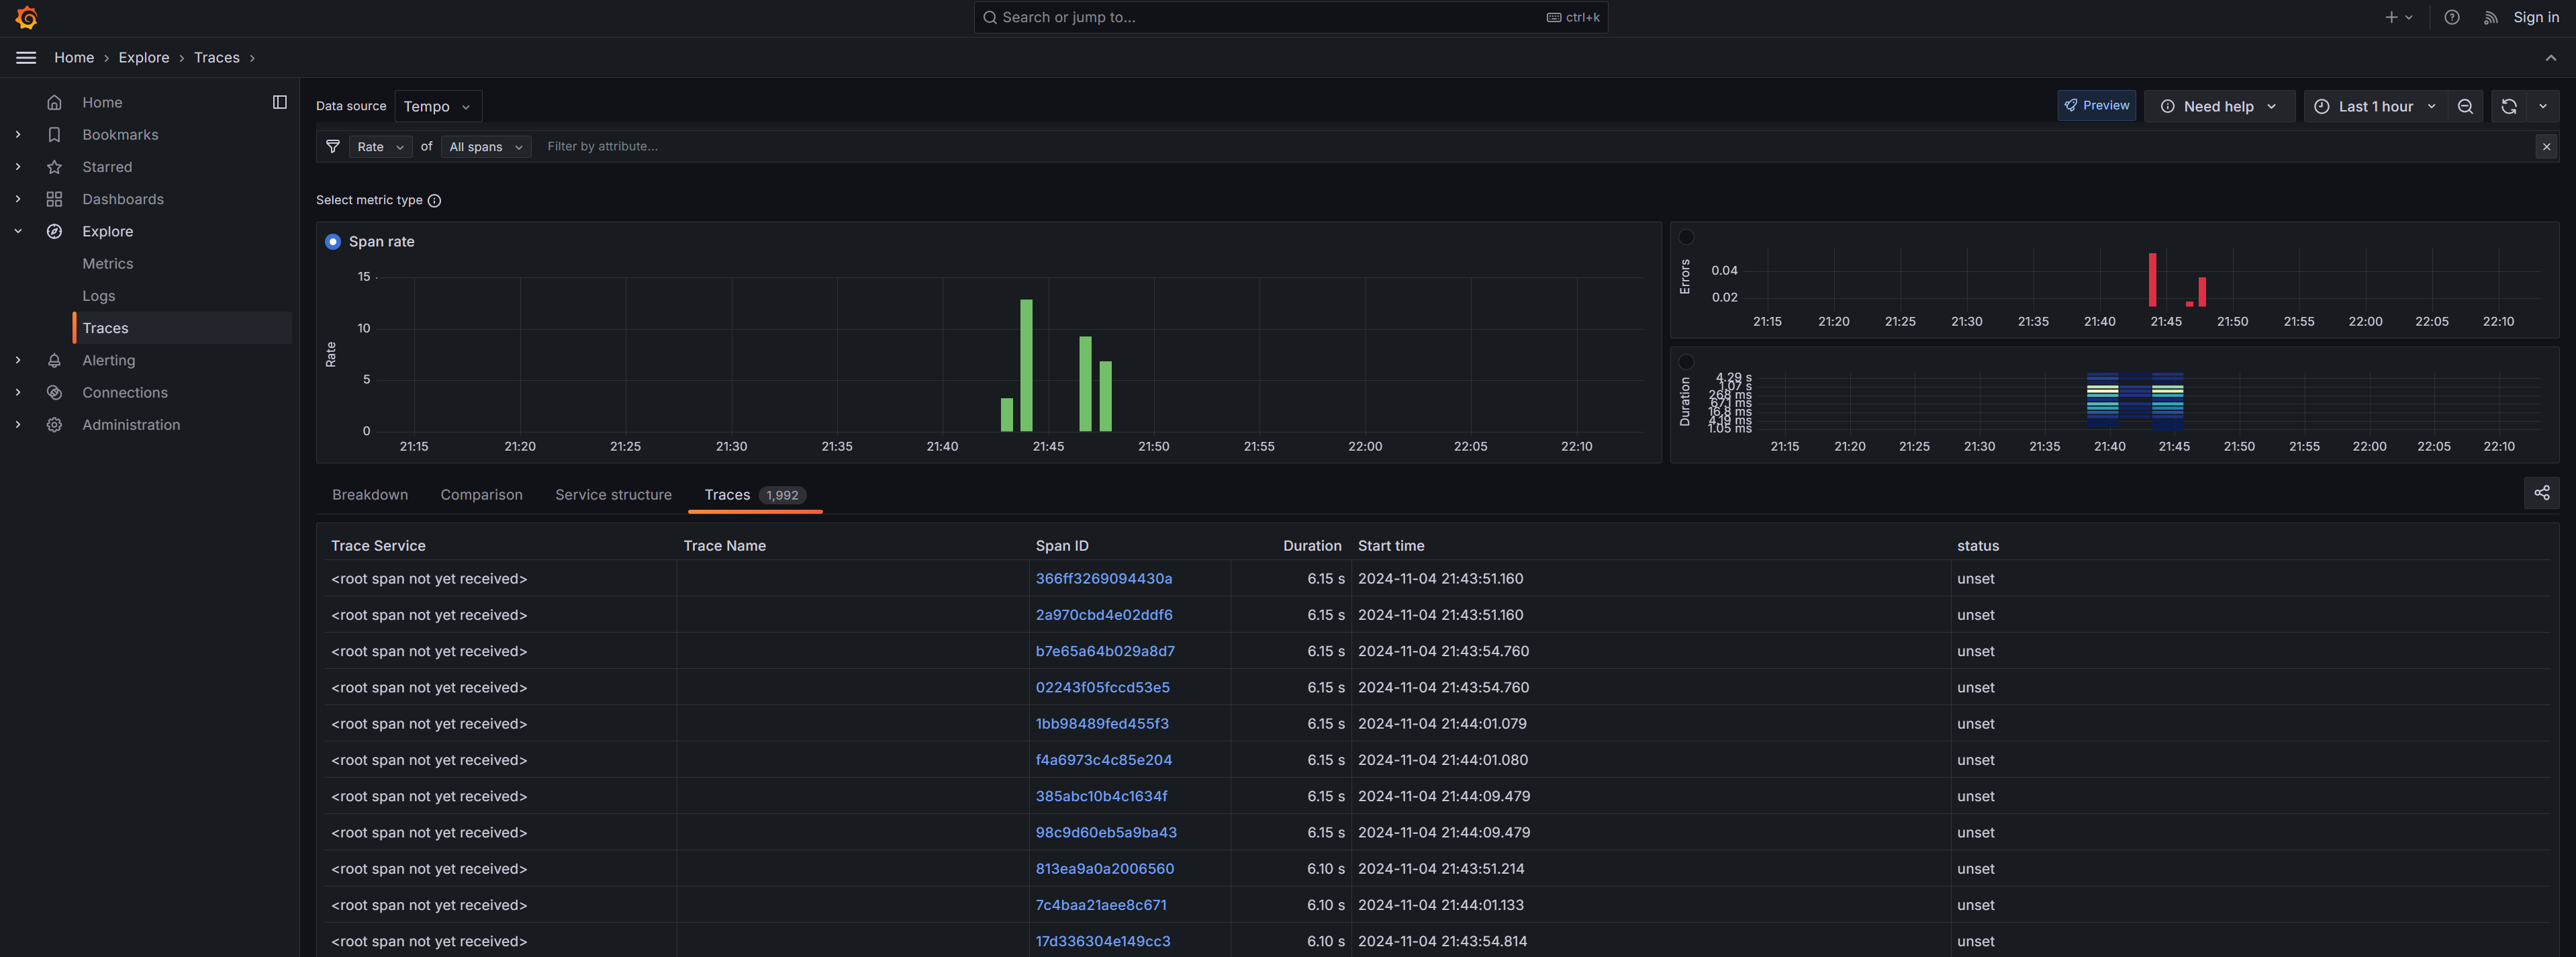 Search or jump to...
ctrl+k
Sign in
Home › Explore › Traces ›
Home
Bookmarks
Starred
Dashboards
Explore
Metrics
Logs
Traces
Alerting
Connections
Administration
Data source Tempo
Preview
Need help
Last 1 hour
Rate of All spans Filter by attribute...
Select metric type
Span rate
Rate
15
10
5
0
21:15 21:20 21:25 21:30 21:35 21:40 21:45 21:50 21:55 22:00 22:05 22:10
Errors
0.04
0.02
21:15 21:20 21:25 21:30 21:35 21:40 21:45 21:50 21:55 22:00 22:05 22:10
Duration
4.29 s
1.07 s
268 ms
67.1 ms
16.8 ms
4.19 ms
1.05 ms
21:15 21:20 21:25 21:30 21:35 21:40 21:45 21:50 21:55 22:00 22:05 22:10
Breakdown Comparison Service structure Traces 1,992
Trace Service Trace Name Span ID Duration Start time status
<root span not yet received> 366ff3269094430a 6.15 s 2024-11-04 21:43:51.160 unset
<root span not yet received> 2a970cbd4e02ddf6 6.15 s 2024-11-04 21:43:51.160 unset
<root span not yet received> b7e65a64b029a8d7 6.15 s 2024-11-04 21:43:54.760 unset
<root span not yet received> 02243f05fccd53e5 6.15 s 2024-11-04 21:43:54.760 unset
<root span not yet received> 1bb98489fed455f3 6.15 s 2024-11-04 21:44:01.079 unset
<root span not yet received> f4a6973c4c85e204 6.15 s 2024-11-04 21:44:01.080 unset
<root span not yet received> 385abc10b4c1634f 6.15 s 2024-11-04 21:44:09.479 unset
<root span not yet received> 98c9d60eb5a9ba43 6.15 s 2024-11-04 21:44:09.479 unset
<root span not yet received> 813ea9a0a2006560 6.10 s 2024-11-04 21:43:51.214 unset
<root span not yet received> 7c4baa21aee8c671 6.10 s 2024-11-04 21:44:01.133 unset
<root span not yet received> 17d336304e149cc3 6.10 s 2024-11-04 21:43:54.814 unset